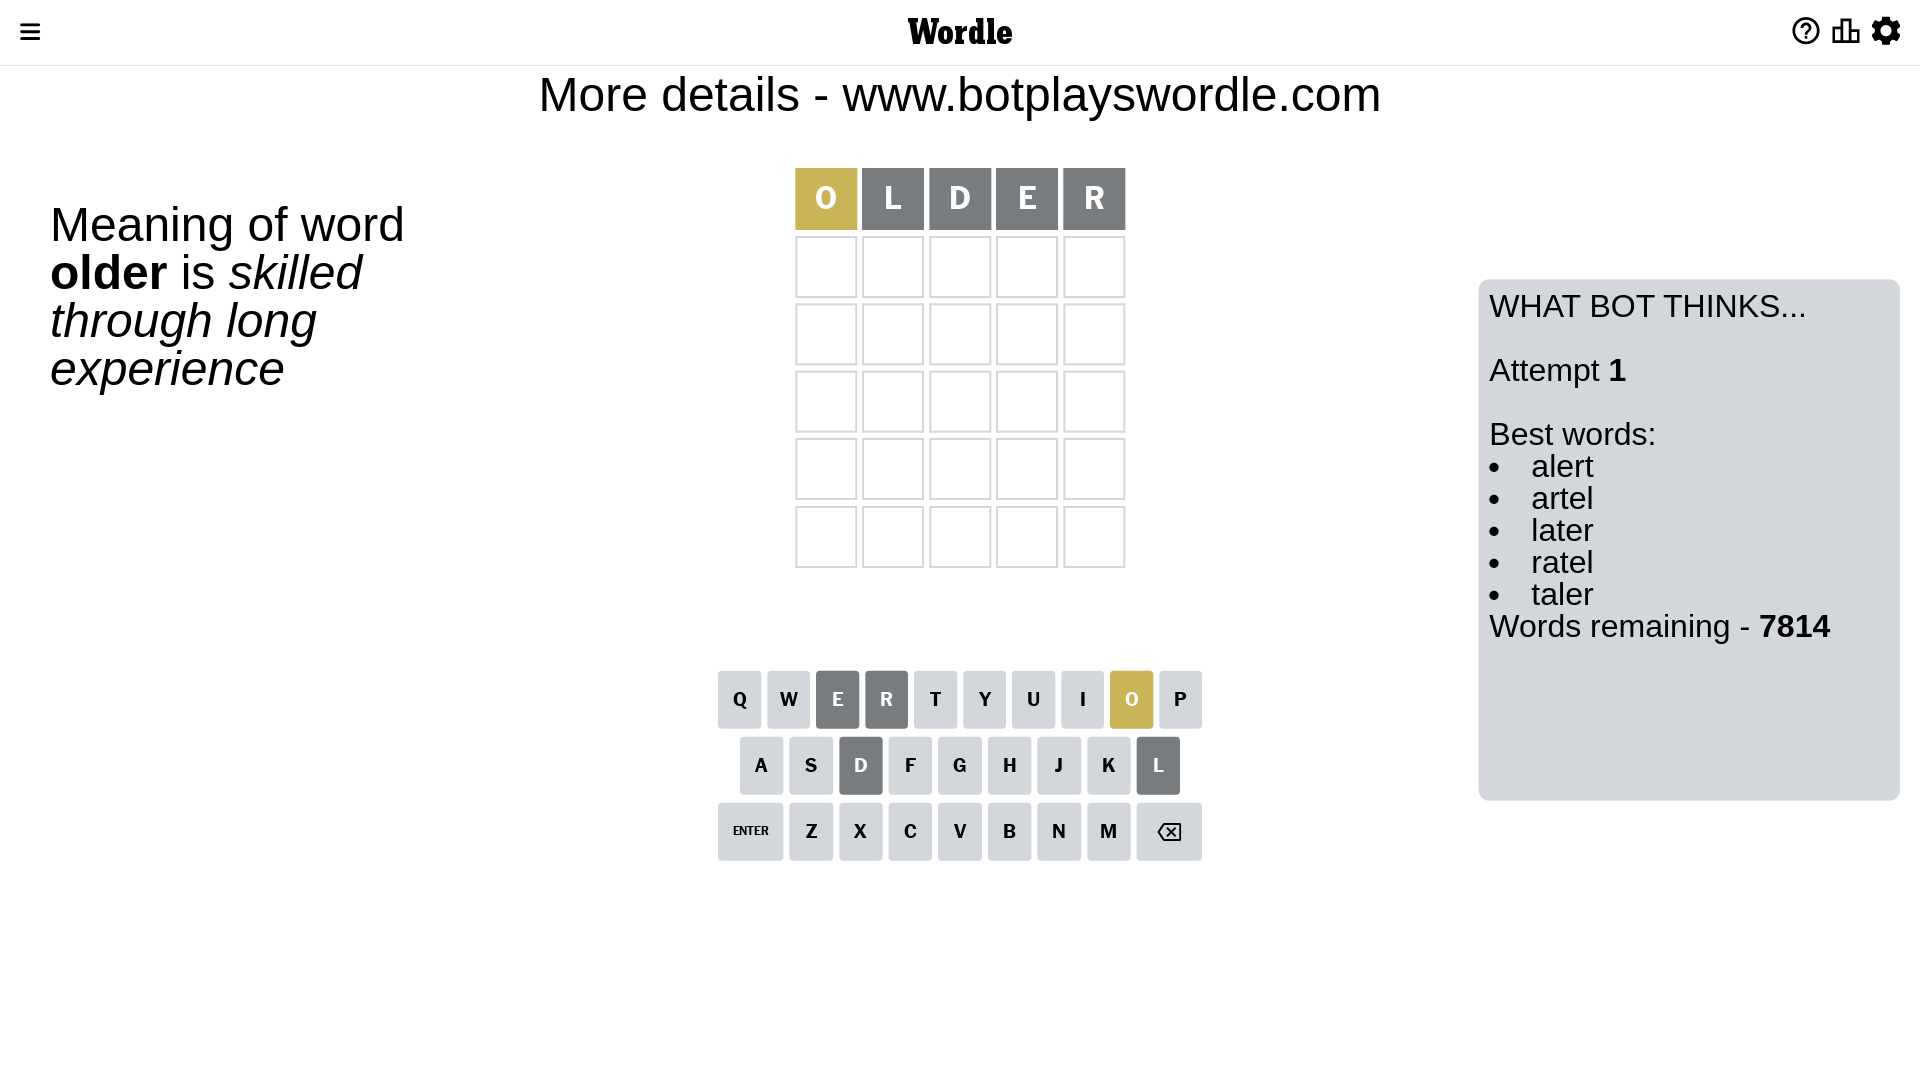 Wordle
More details - www.botplayswordle.com
Meaning of word
older is skilled
through long
experience
O L D E R
WHAT BOT THINKS...
Attempt 1
Best words:
• alert
• artel
• later
• ratel
• taler
Words remaining - 7814
Q W E R T Y U I O P
A S D F G H J K L
ENTER Z X C V B N M